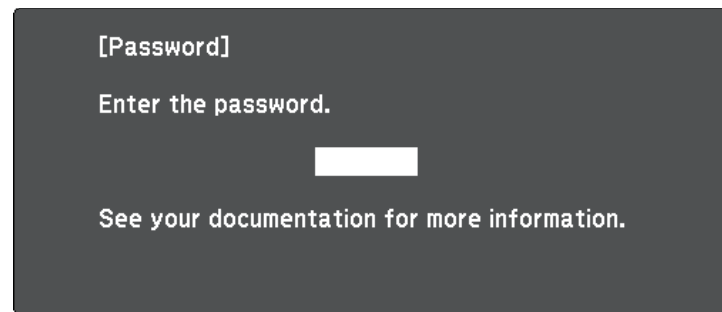 [Password]
Enter the password.
See your documentation for more information.